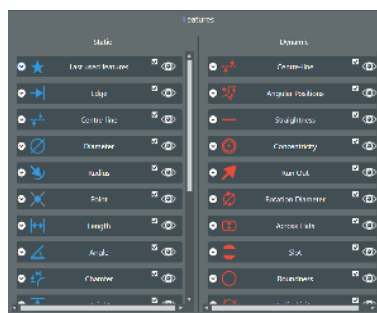 Features
Static
Last used features
Edge
Centre-line
Diameter
Radius
Point
Length
Angle
Chamfer
Dynamic
Centre-line
Angular Positions
Straightness
Concentricity
Run Out
Rotation Diameter
Across Flats
Slot
Roundness